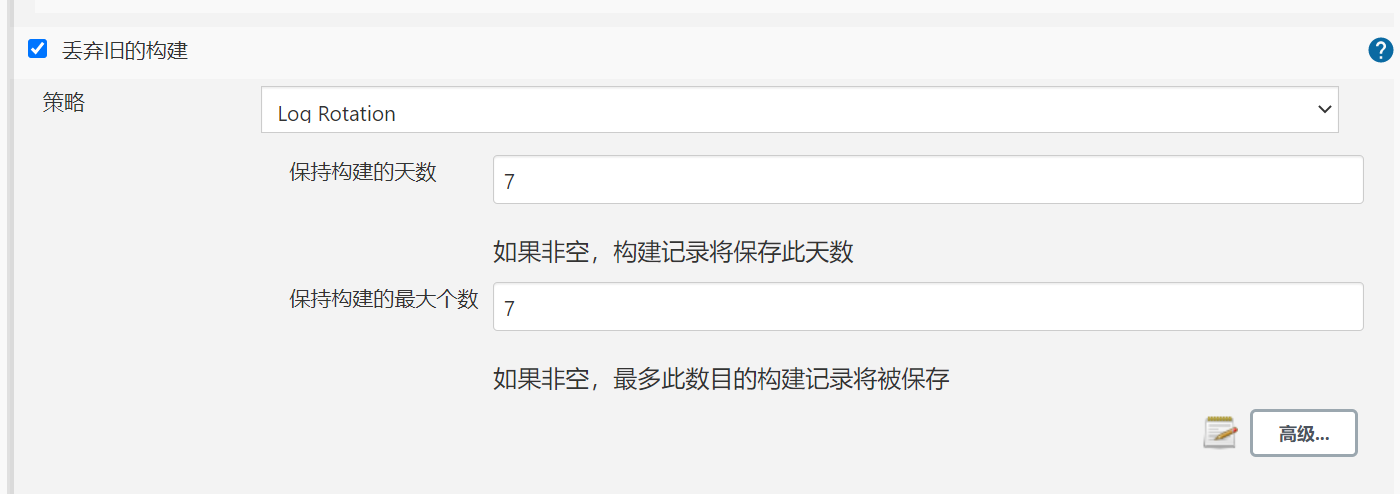 丢弃旧的构建
?
策略
Log Rotation
保持构建的天数
7
如果非空，构建记录将保存此天数
保持构建的最大个数
7
如果非空，最多此数目的构建记录将被保存
高级...